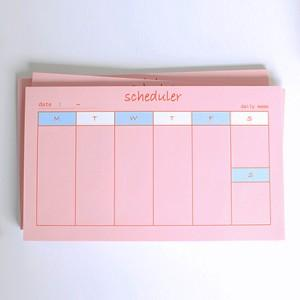 scheduler
date : ~ daily memo
M T W T F S
S